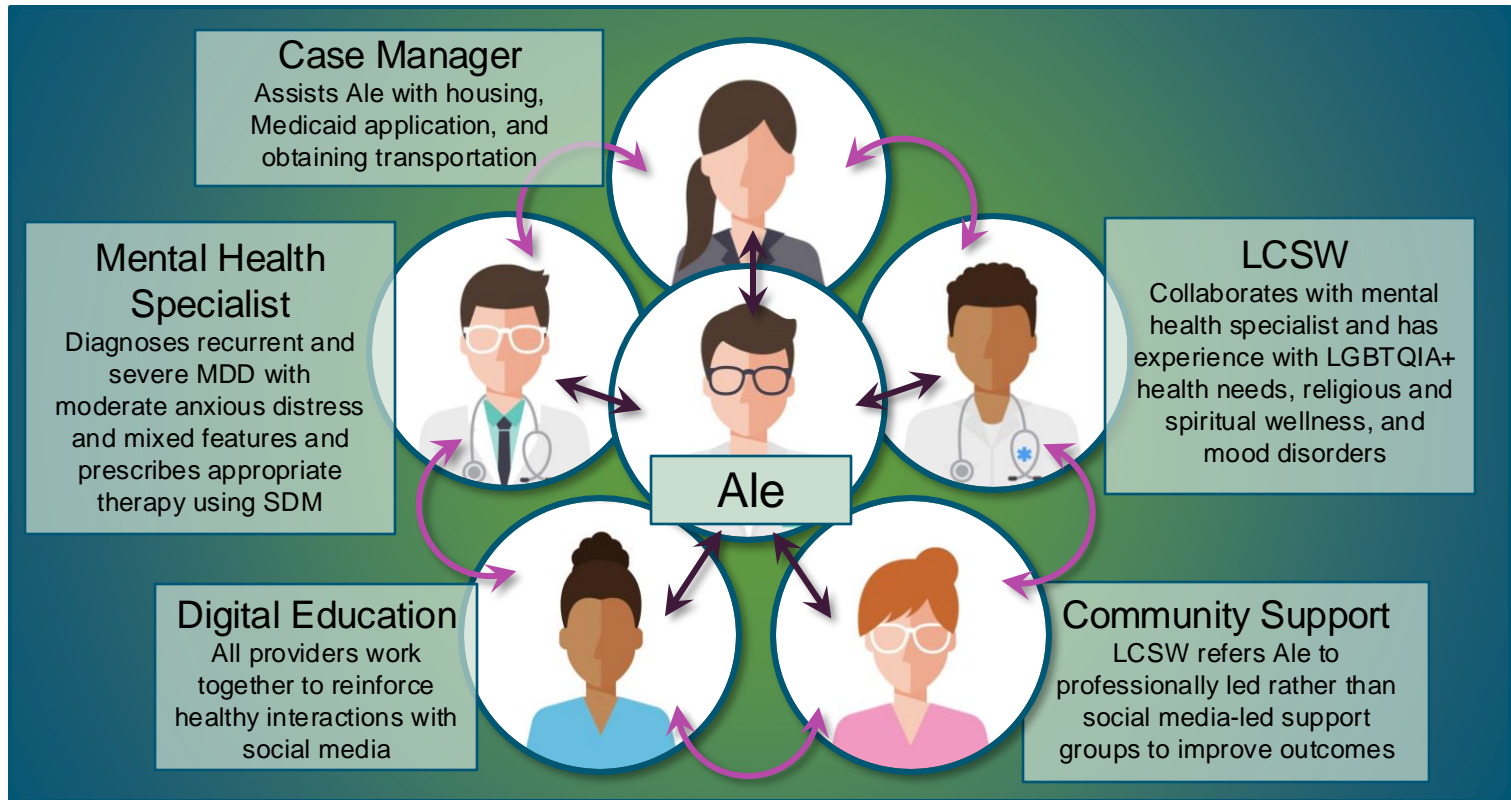 Case Manager
Assists Ale with housing,
Medicaid application, and
obtaining transportation
Mental Health
Specialist
Diagnoses recurrent and
severe MDD with
moderate anxious distress
and mixed features and
prescribes appropriate
therapy using SDM
LCSW
Collaborates with mental
health specialist and has
experience with LGBTQIA+
health needs, religious and
spiritual wellness, and
mood disorders
Ale
Digital Education
All providers work
together to reinforce
healthy interactions with
social media
Community Support
LCSW refers Ale to
professionally led rather than
social media-led support
groups to improve outcomes